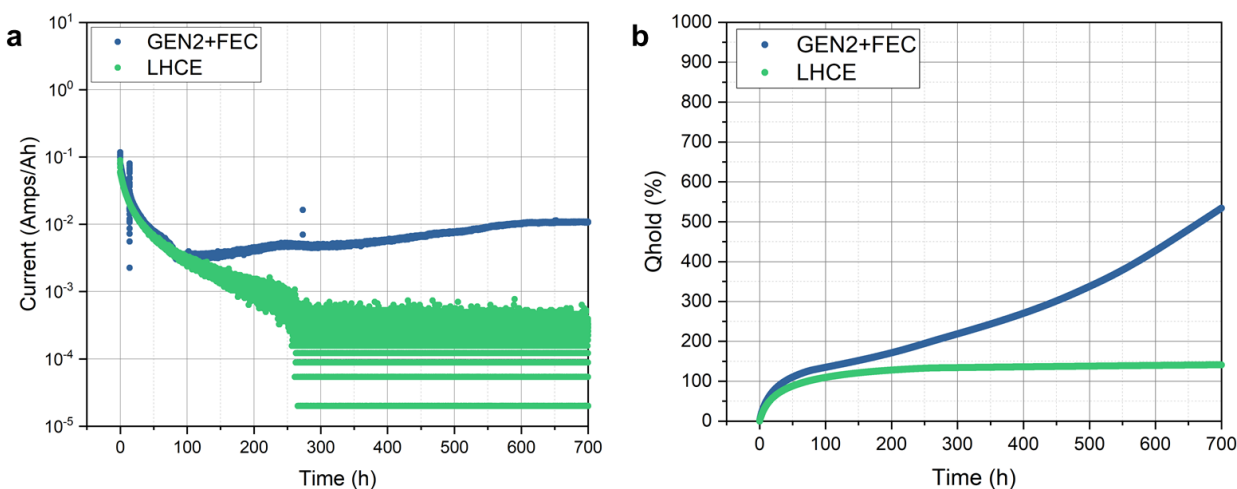 a
GEN2+FEC
LHCE
Current (Amps/Ah)
10^1
10^0
10^-1
10^-2
10^-3
10^-4
10^-5
0 100 200 300 400 500 600 700
Time (h)
b
GEN2+FEC
LHCE
Qhold (%)
1000
900
800
700
600
500
400
300
200
100
0
0 100 200 300 400 500 600 700
Time (h)